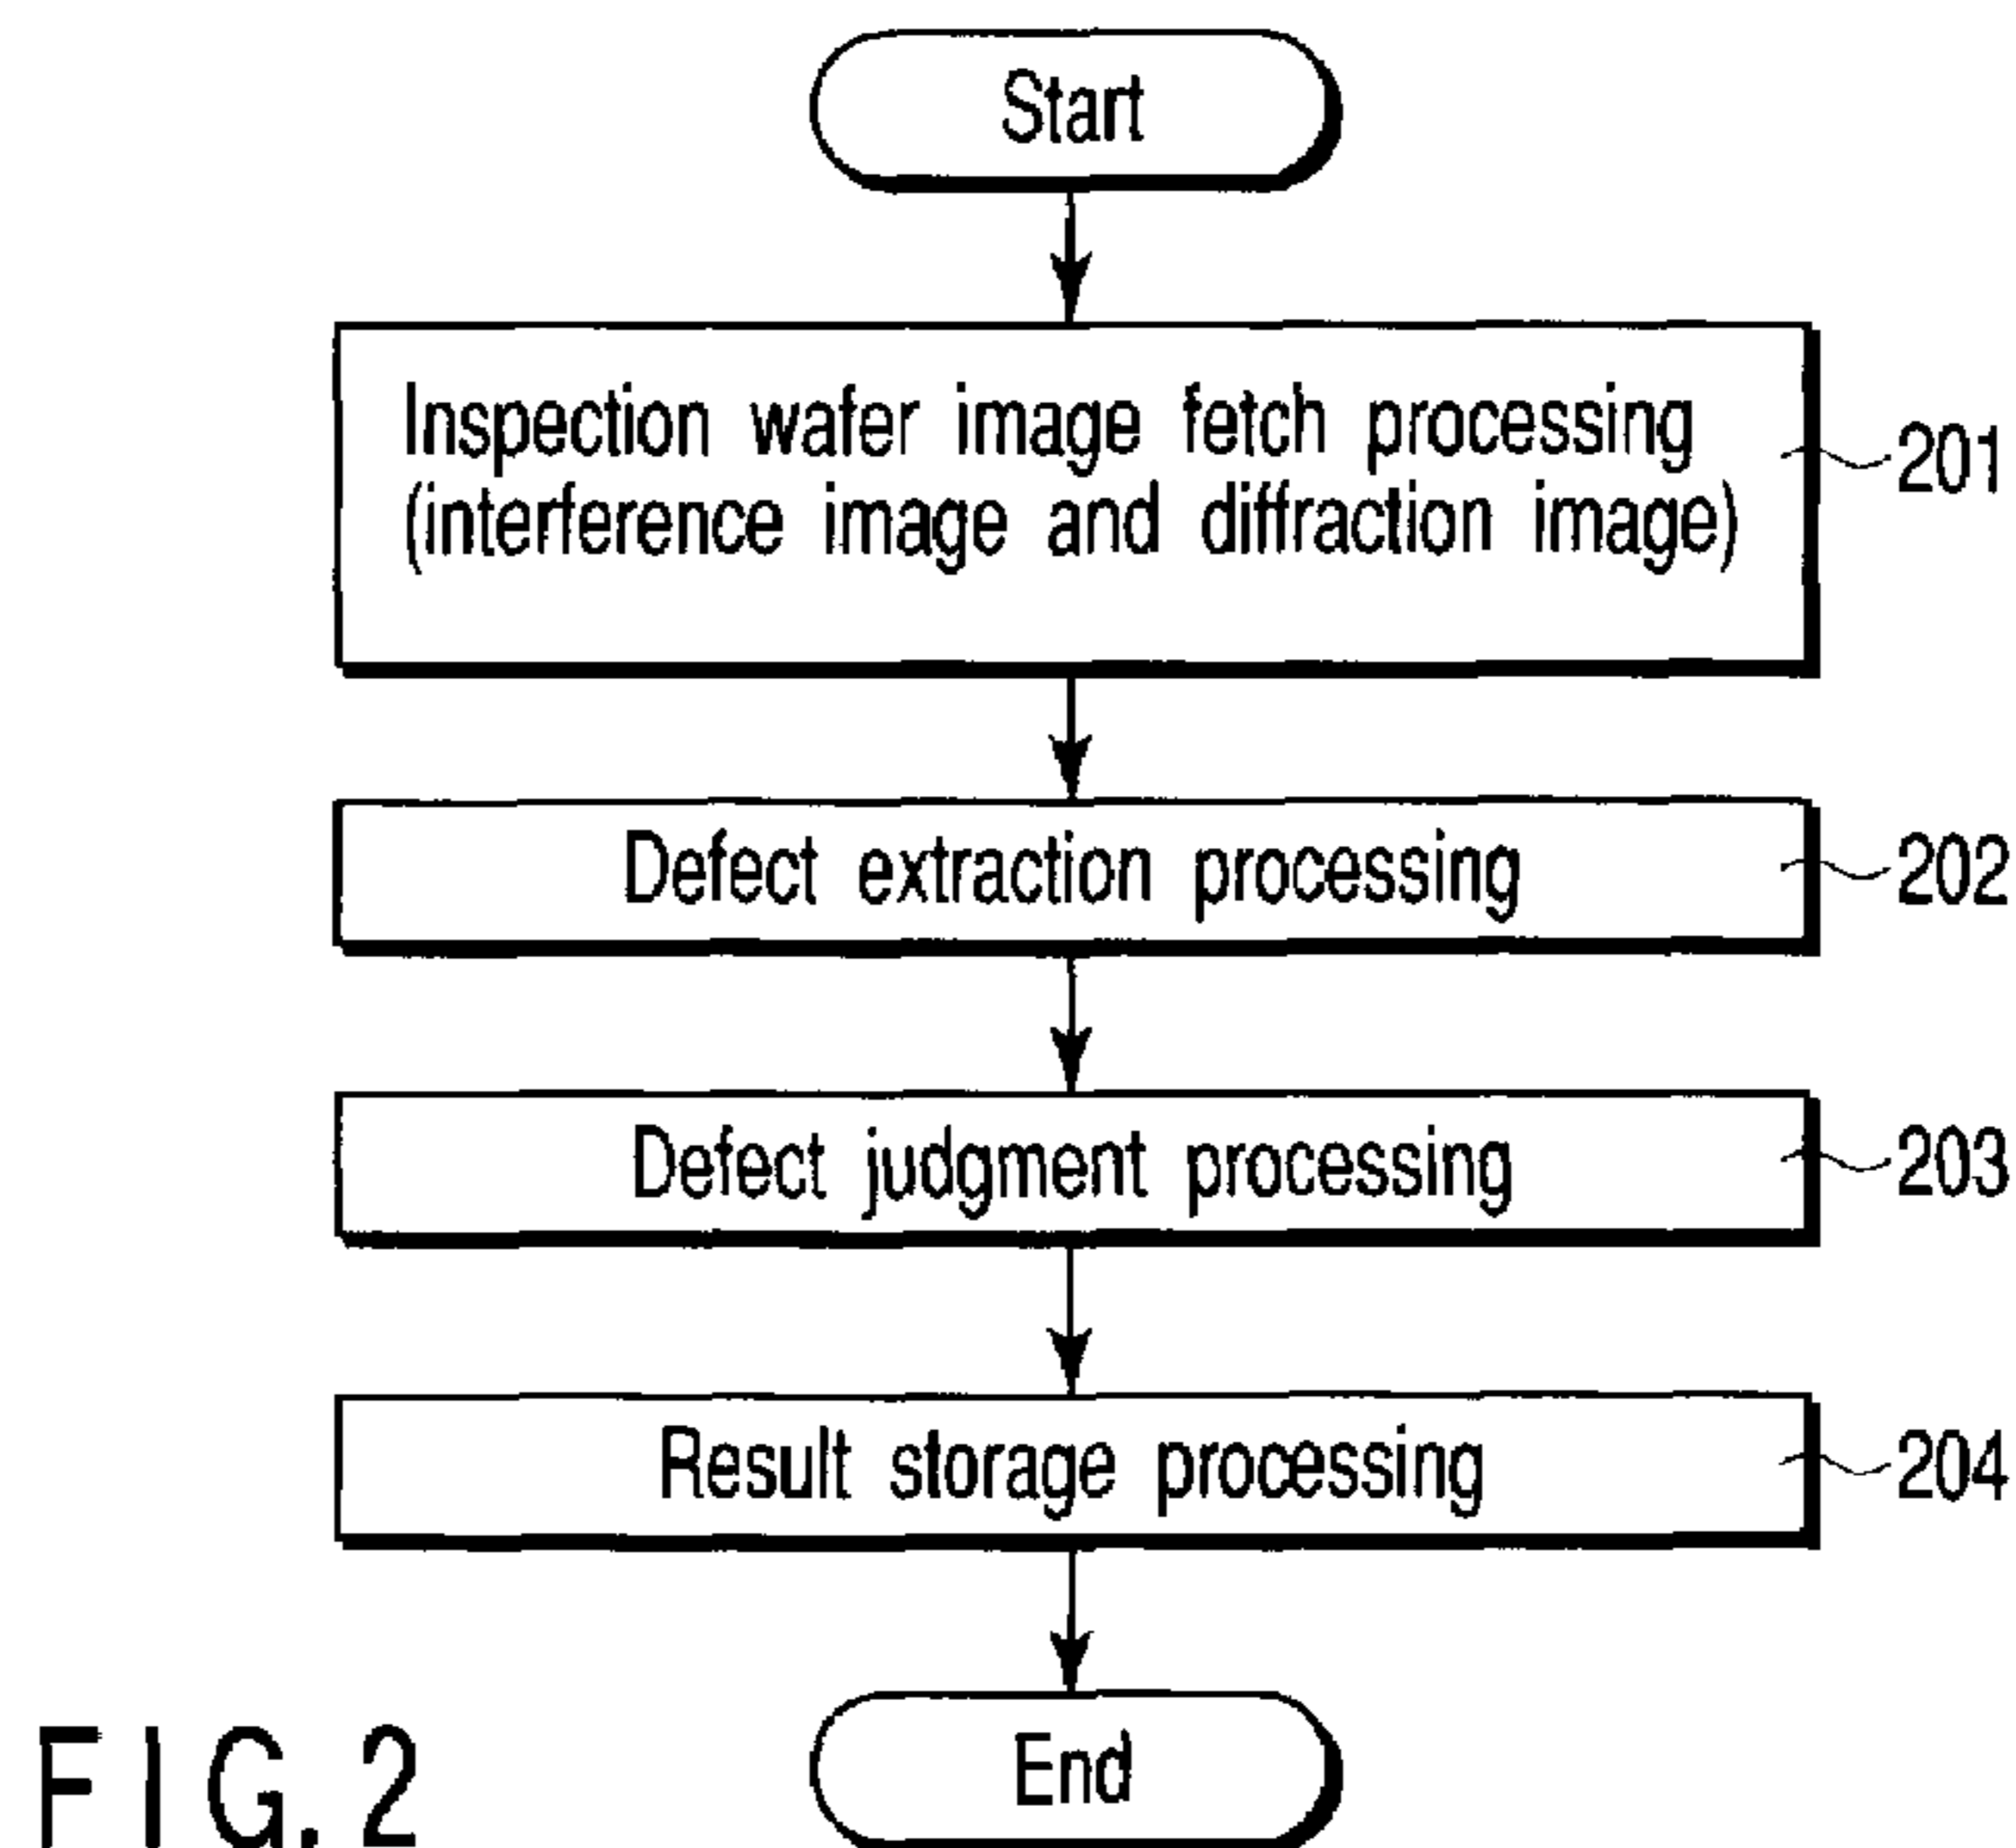 Start
Inspection wafer image fetch processing
(interference image and diffraction image)
201
Defect extraction processing
202
Defect judgment processing
203
Result storage processing
204
End
FIG. 2